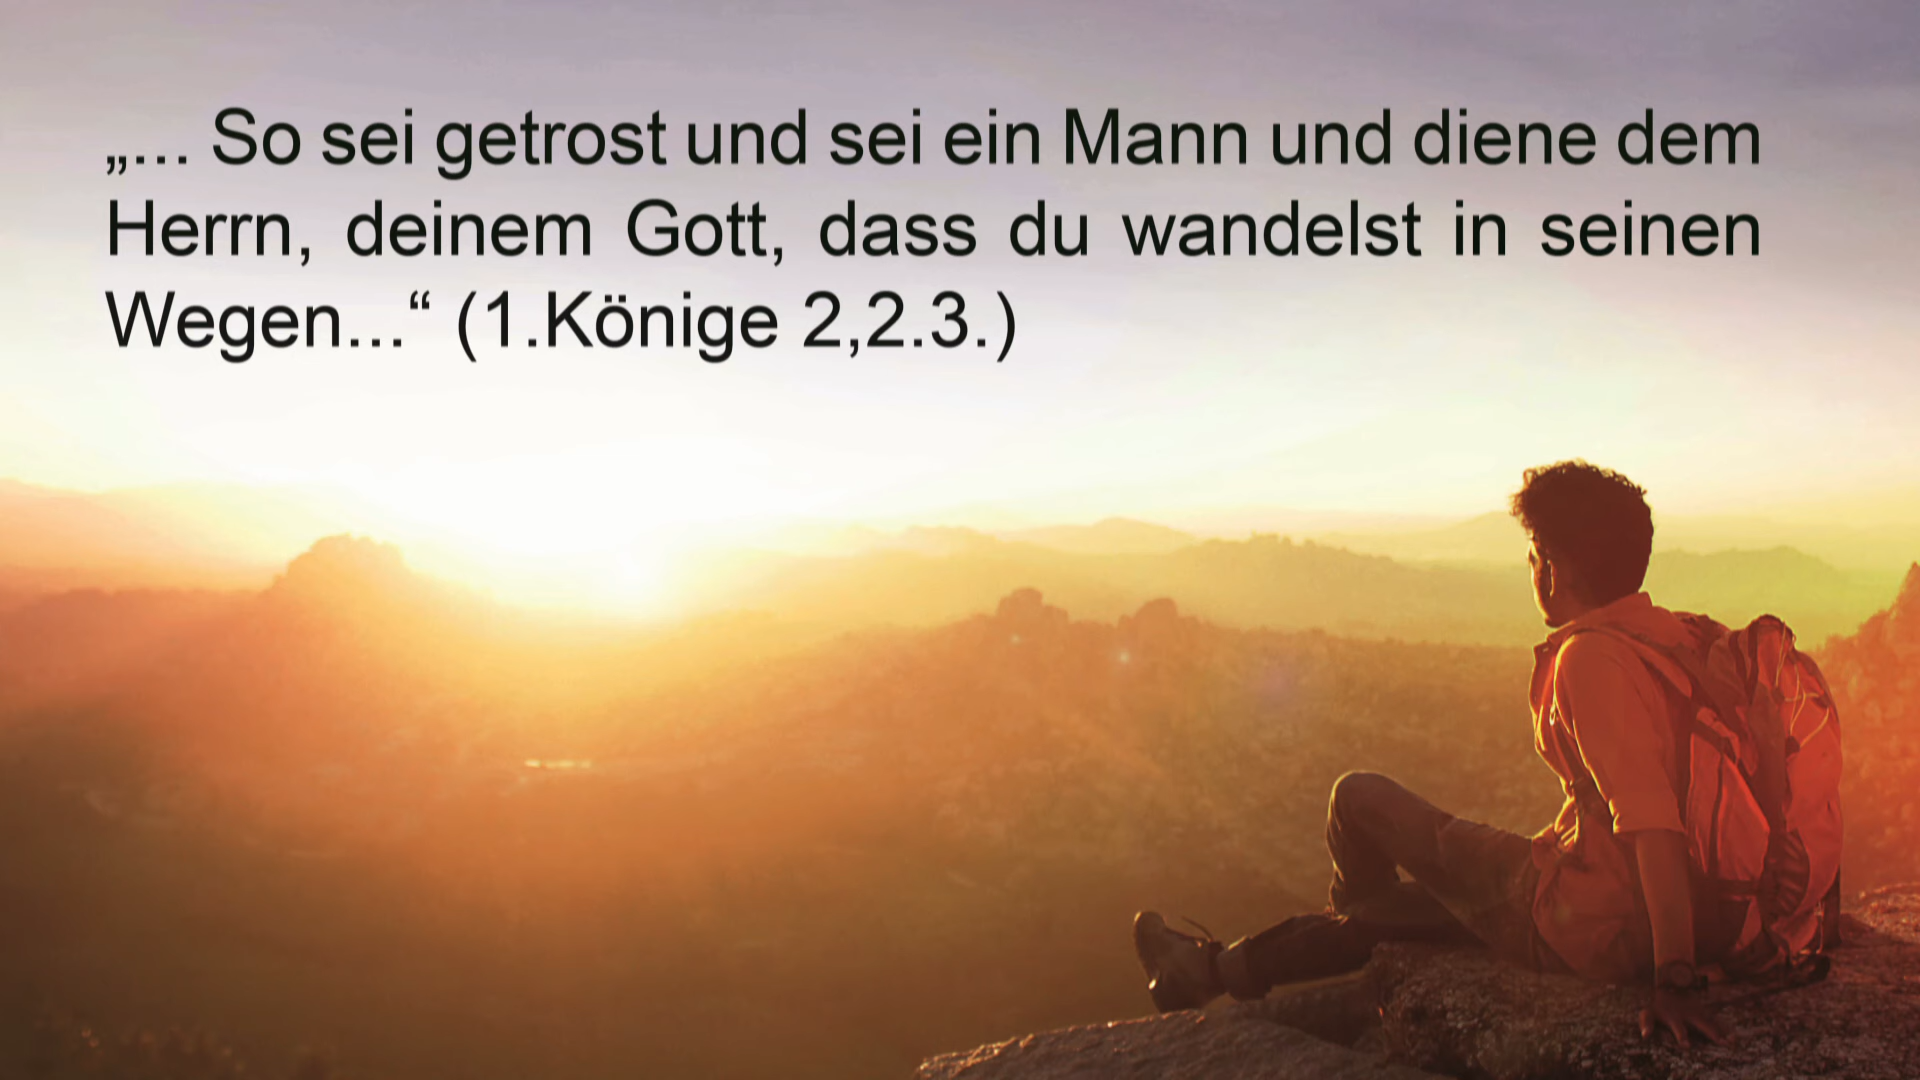 „... So sei getrost und sei ein Mann und diene dem
Herrn, deinem Gott, dass du wandelst in seinen
Wegen...“ (1.Könige 2,2.3.)